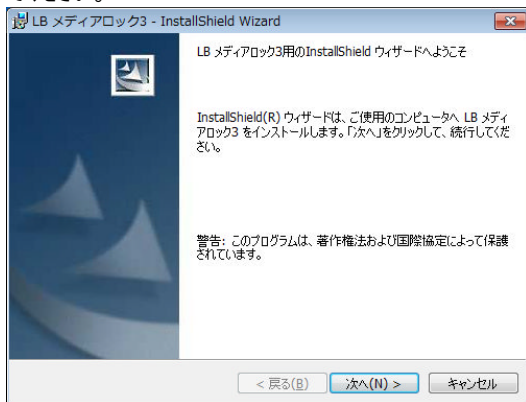 LB メディアロック3 - InstallShield Wizard
LB メディアロック3用のInstallShield ウィザードへようこそ
InstallShield(R) ウィザードは、ご使用のコンピュータへ LB メディ
アロック3 をインストールします。「次へ」をクリックして、続行してくだ
さい。
警告: このプログラムは、著作権法および国際協定によって保護
されています。
< 戻る(B)
次へ(N) >
キャンセル